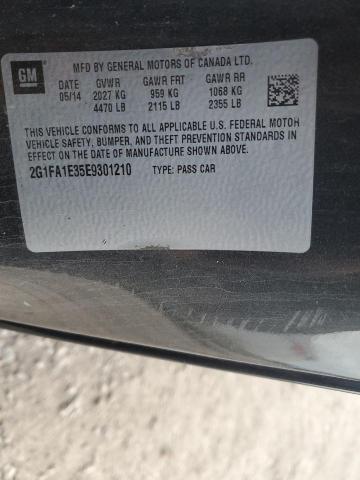 GM
MFD BY GENERAL MOTORS OF CANADA LTD.
DATE GVWR GAWR FRT GAWR RR
05/14 2027 KG 959 KG 1068 KG
4470 LB 2115 LB 2355 LB
THIS VEHICLE CONFORMS TO ALL APPLICABLE U.S. FEDERAL MOTOR
VEHICLE SAFETY, BUMPER, AND THEFT PREVENTION STANDARDS IN
EFFECT ON THE DATE OF MANUFACTURE SHOWN ABOVE.
2G1FA1E35E9301210 TYPE: PASS CAR